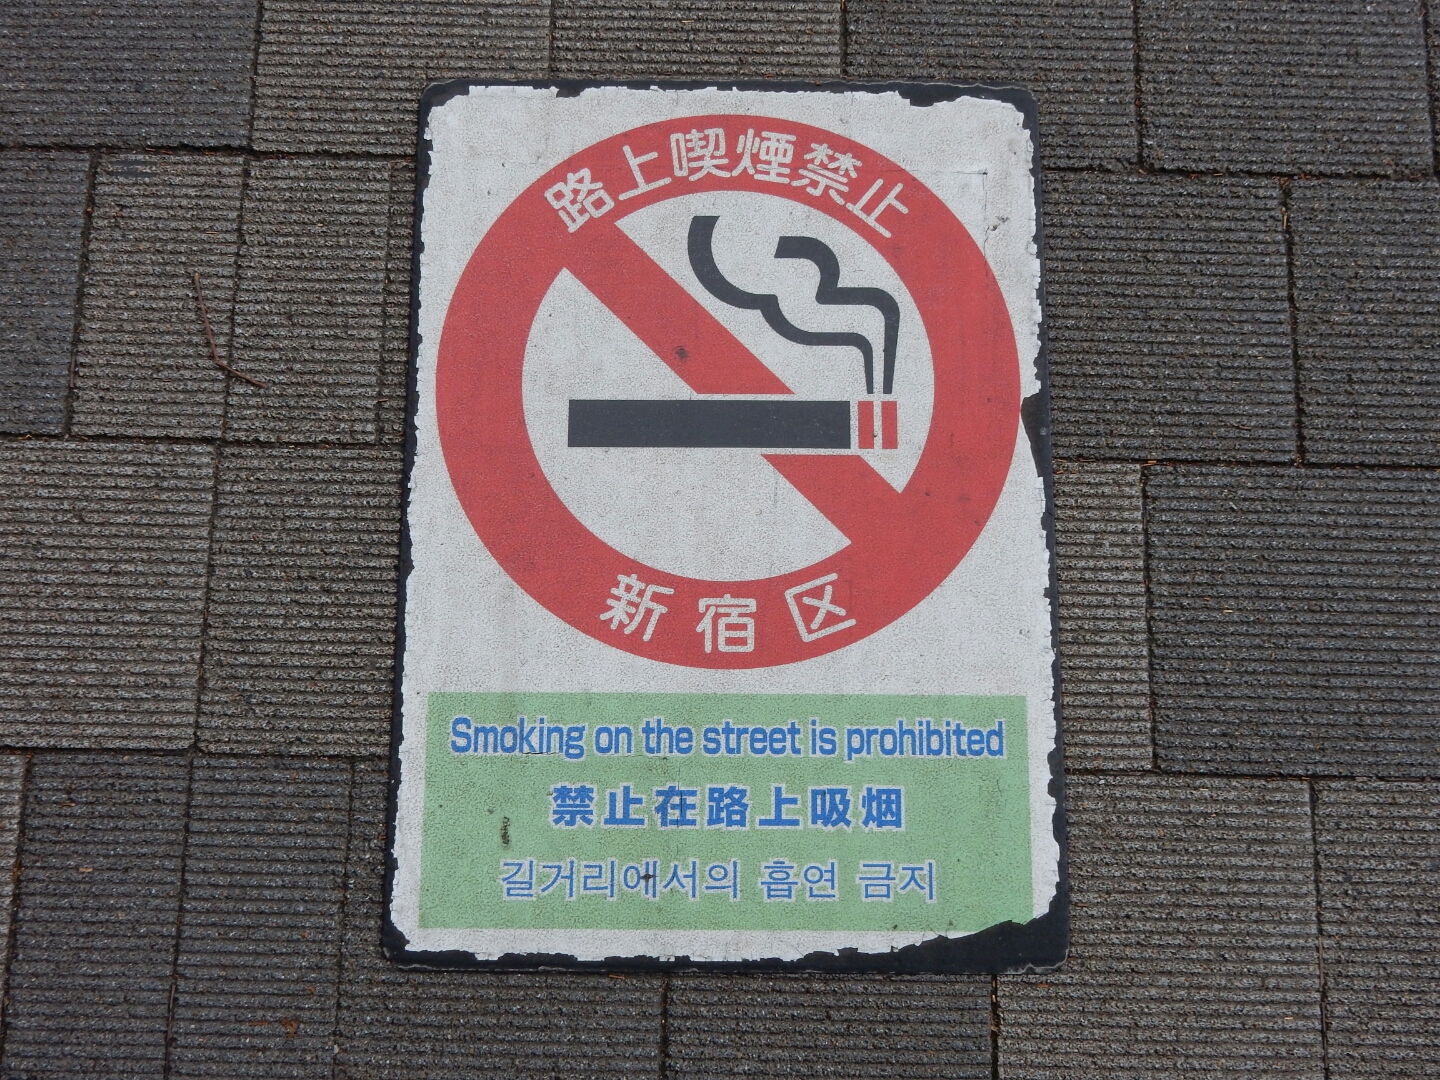 路上喫煙禁止
新宿区
Smoking on the street is prohibited
禁止在路上吸烟
길거리에서의 흡연 금지